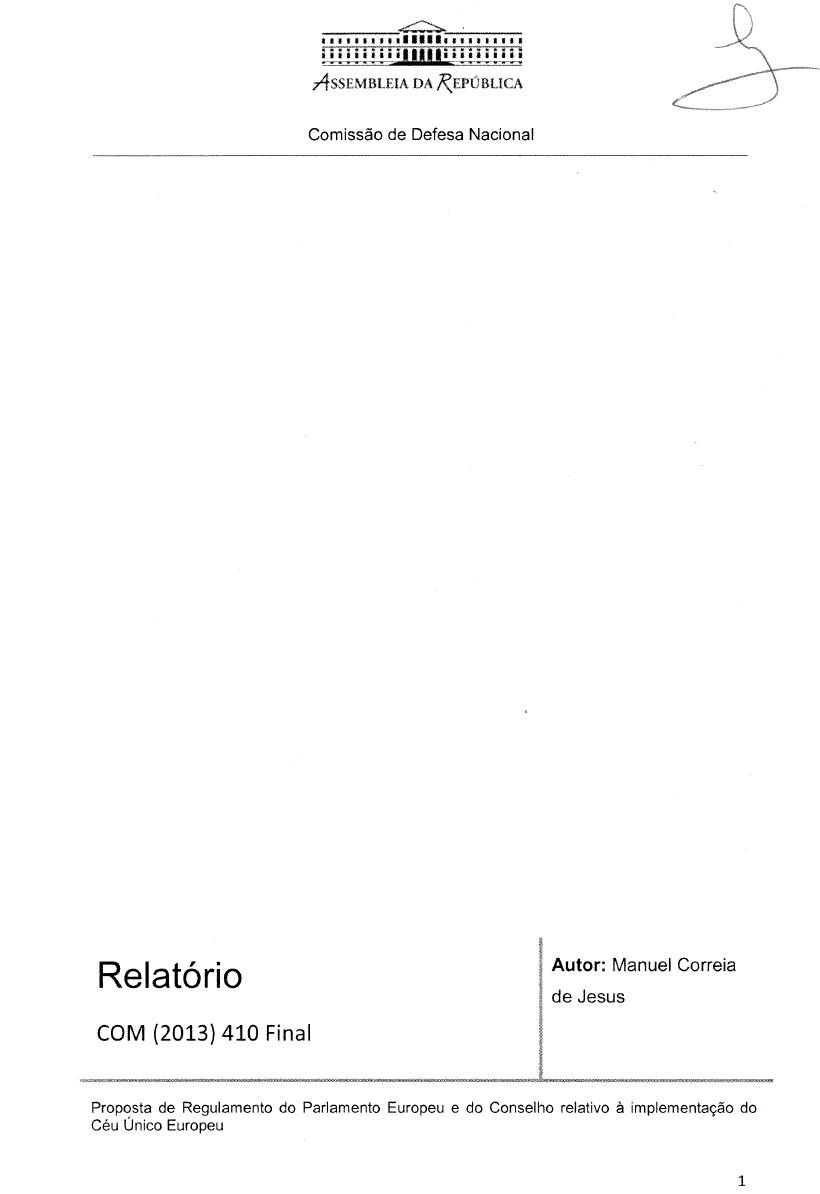 ASSEMBLEIA DA REPÚBLICA
Comissão de Defesa Nacional
Relatório
COM (2013) 410 Final
Autor: Manuel Correia
de Jesus
Proposta de Regulamento do Parlamento Europeu e do Conselho relativo à implementação do
Céu Único Europeu
1